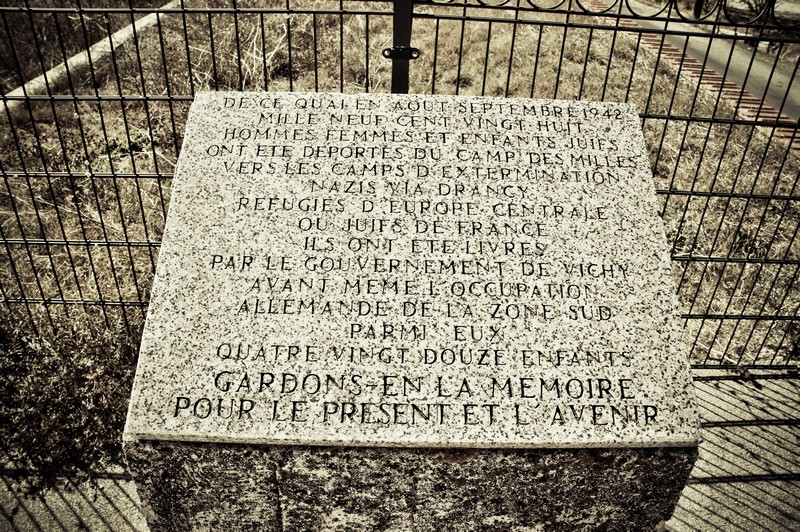 DE CE QUAI EN AOUT SEPTEMBRE 1942
MILLE NEUF CENT VINGT HUIT
HOMMES FEMMES ET ENFANTS JUIFS
ONT ETE DEPORTES DU CAMP DES MILLES
VERS LES CAMPS D'EXTERMINATION
NAZIS VIA DRANCY
REFUGIES D'EUROPE CENTRALE
OU JUIFS DE FRANCE
ILS ONT ETE LIVRES
PAR LE GOUVERNEMENT DE VICHY
AVANT MEME L'OCCUPATION
ALLEMANDE DE LA ZONE SUD
PARMI EUX
QUATRE VINGT DOUZE ENFANTS
GARDONS-EN LA MEMOIRE
POUR LE PRESENT ET L'AVENIR